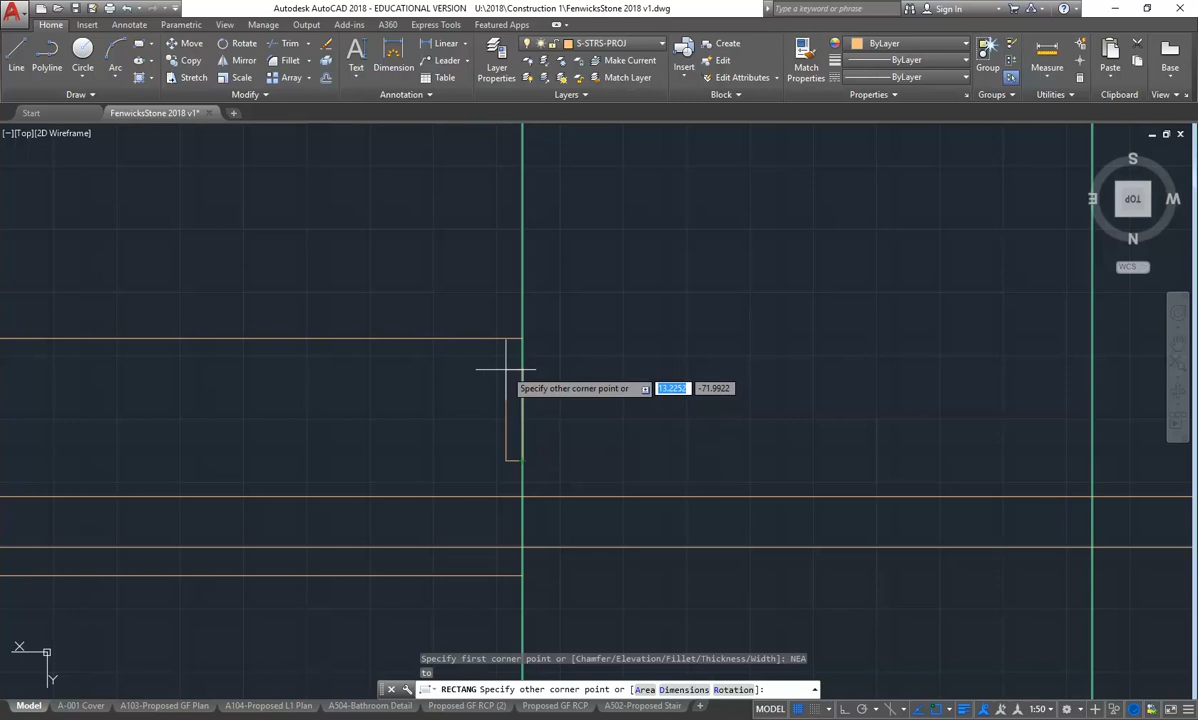 Autodesk AutoCAD 2018 - EDUCATIONAL VERSION U:\2018\Construction 1\FenwicksStone 2018 v1.dwg
Type a keyword or phrase
Sign In
Home Insert Annotate Parametric View Manage Output Add-ins A360 Express Tools Featured Apps
Line Polyline Circle Arc
Move Rotate Trim
Copy Mirror Fillet
Stretch Scale Array
Text Dimension
Linear
Leader
Table
Layer Properties
S-STRS-PROJ
Make Current
Match Layer
Insert
Create
Edit
Edit Attributes
Match Properties
ByLayer
ByLayer
ByLayer
Group
Measure
Paste
Base
Draw Modify Annotation Layers Block Properties Groups Utilities Clipboard View
Start FenwicksStone 2018 v1*
[−][Top][2D Wireframe]
S
E TOP W
N
WCS
Specify other corner point or 13.2252 -71.9922
X
Y
Specify first corner point or [Chamfer/Elevation/Fillet/Thickness/Width]: NEA
to
RECTANG Specify other corner point or [Area Dimensions Rotation]:
Model A-001 Cover A103-Proposed GF Plan A104-Proposed L1 Plan A504-Bathroom Detail Proposed GF RCP (2) Proposed GF RCP A502-Proposed Stair MODEL 1:50